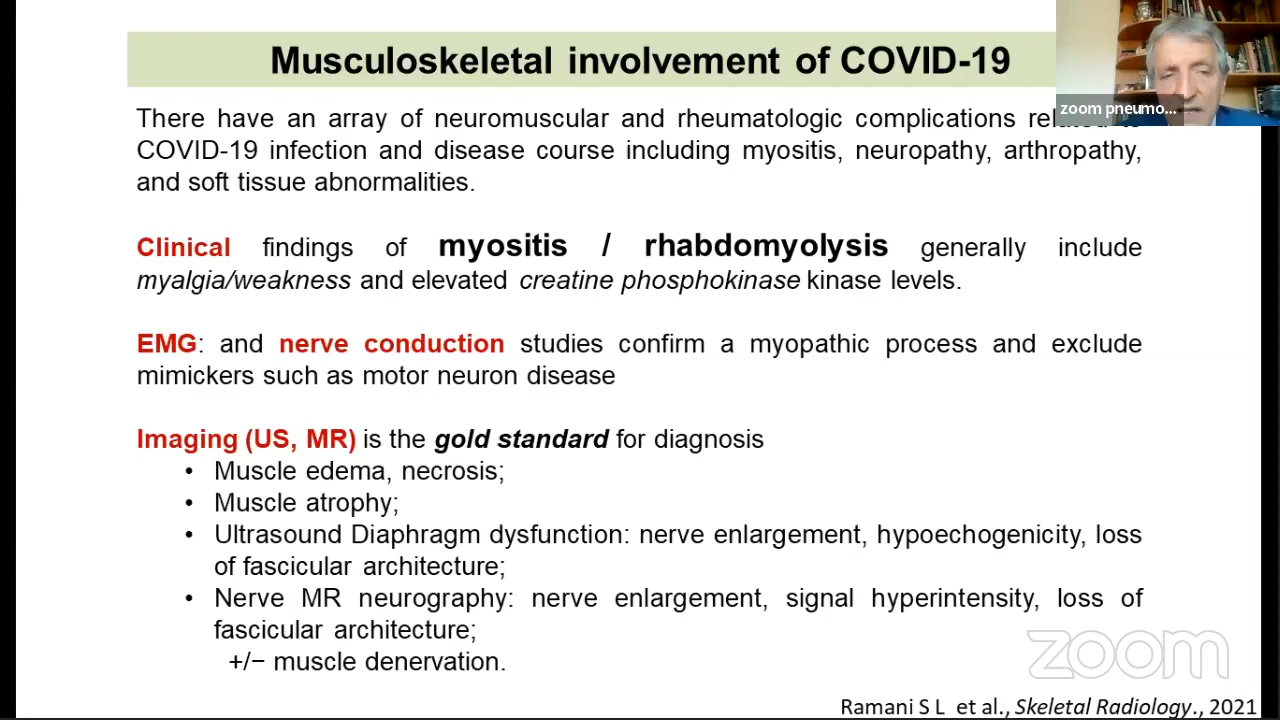 Musculoskeletal involvement of COVID-19
zoom pneumo...
There have an array of neuromuscular and rheumatologic complications related to
COVID-19 infection and disease course including myositis, neuropathy, arthropathy,
and soft tissue abnormalities.
Clinical findings of myositis / rhabdomyolysis generally include
myalgia/weakness and elevated creatine phosphokinase kinase levels.
EMG: and nerve conduction studies confirm a myopathic process and exclude
mimickers such as motor neuron disease
Imaging (US, MR) is the gold standard for diagnosis
• Muscle edema, necrosis;
• Muscle atrophy;
• Ultrasound Diaphragm dysfunction: nerve enlargement, hypoechogenicity, loss
of fascicular architecture;
• Nerve MR neurography: nerve enlargement, signal hyperintensity, loss of
fascicular architecture;
+/− muscle denervation.
zoom
Ramani S L et al., Skeletal Radiology., 2021